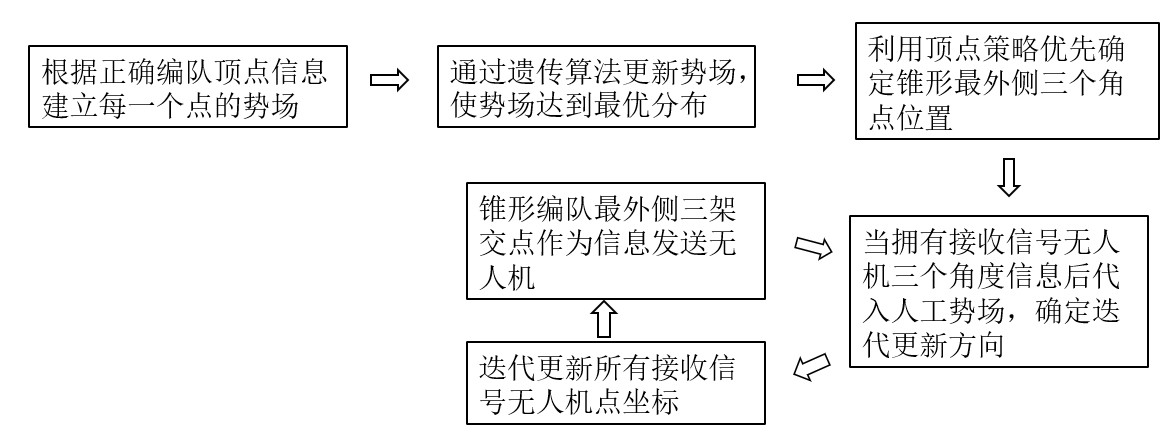 根据正确编队顶点信息
建立每一个点的势场
通过遗传算法更新势场，
使势场达到最优分布
利用顶点策略优先确
定锥形最外侧三个角
点位置
当拥有接收信号无人
机三个角度信息后代
入人工势场，确定迭
代更新方向
迭代更新所有接收信
号无人机点坐标
锥形编队最外侧三架
交点作为信息发送无
人机